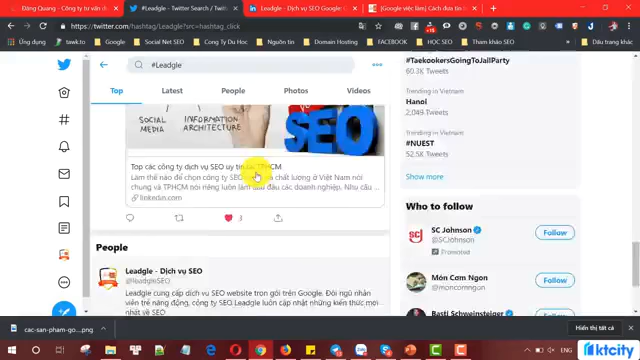 Đăng Quang - Công ty tư vấn d
#Leadgle - Twitter Search / Twitt
Leadgle - Dịch vụ SEO Google:
[Google việc làm] Cách đưa tin
https://twitter.com/hashtag/Leadgle?src=hashtag_click
Ứng dụng
tawk.to
Google
Social Net SEO
Tên Miền
Nguồn
Domain Hosting
FACEBOOK
HỌC SEO
Tham khảo SEO
Dấu trang khác
#Leadgle
Top
Latest
People
Photos
Videos
SOCIAL
MEDIA
INFORMATION
ARCHITECTURE
SEO
Top các công ty dịch vụ SEO uy tín tại TPHCM
Làm thế nào để chọn công ty SEO
chất lượng ở Việt Nam nói
chung và TPHCM nói riêng luôn làm
đầu các doanh nghiệp. Nhu cầu
linkedin.com
3
People
Leadgle - Dịch vụ SEO
@leadgleSEO
Leadgle cung cấp dịch vụ SEO website trọn gói trên Google. Đội ngũ nhân
viên trẻ năng động, công ty SEO Leadgle luôn cập nhật những kiến thức mới
nhất về SEO
#TaekookersGoingToJailParty
60.3K Tweets
Trending in Vietnam
Hanoi
2,049 Tweets
Trending in Vietnam
#NUEST
52.5K Tweets
Show more
Who to follow
SC Johnson
@SCJohnson
Promoted
Follow
Món Cơm Ngon
@moncomngon
Follow
Basti Schweinsteiger
Follow
cac-san-pham-go....png
Hiển thị tất cả
ENG
ktcity